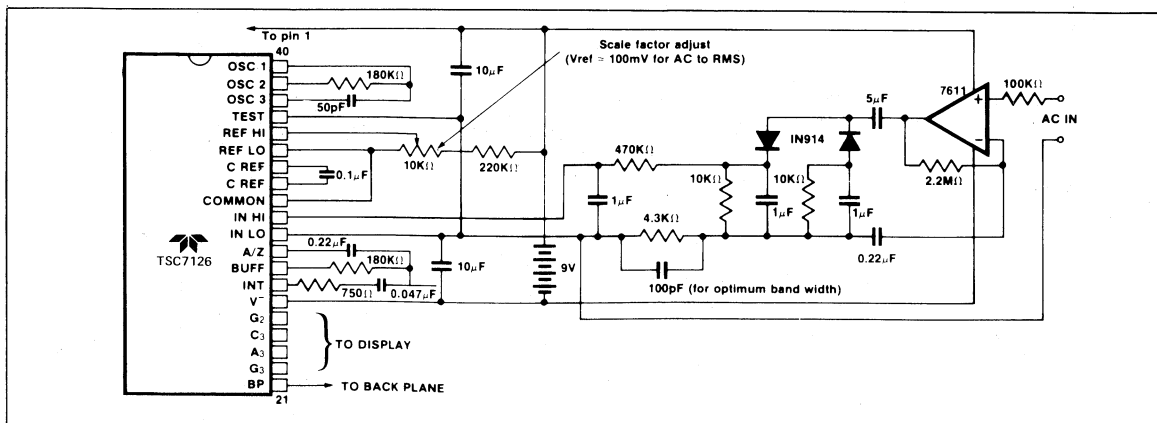 To pin 1
40
OSC 1
OSC 2
OSC 3
TEST
REF HI
REF LO
C REF
C REF
COMMON
IN HI
IN LO
A/Z
BUFF
INT
V⁻
G₂
C₃
A₃
G₃
BP
21
TSC7126
180KΩ
50pF
10μF
Scale factor adjust
(Vref = 100mV for AC to RMS)
10KΩ
220KΩ
0.1μF
470KΩ
1μF
10KΩ
IN914
10KΩ
1μF
1μF
5μF
7611
+
−
100KΩ
AC IN
2.2MΩ
4.3KΩ
0.22μF
100pF (for optimum band width)
0.22μF
180KΩ
750Ω
0.047μF
10μF
9V
TO DISPLAY
TO BACK PLANE